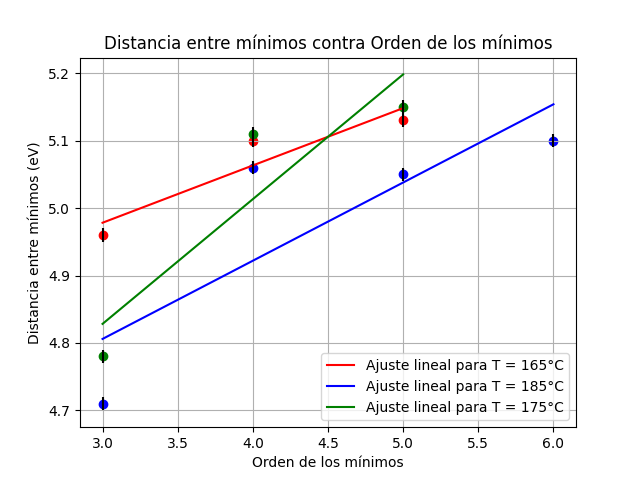 Distancia entre mínimos contra Orden de los mínimos
Distancia entre mínimos (eV)
5.2
5.1
5.0
4.9
4.8
4.7
Ajuste lineal para T = 165°C
Ajuste lineal para T = 185°C
Ajuste lineal para T = 175°C
3.0 3.5 4.0 4.5 5.0 5.5 6.0
Orden de los mínimos